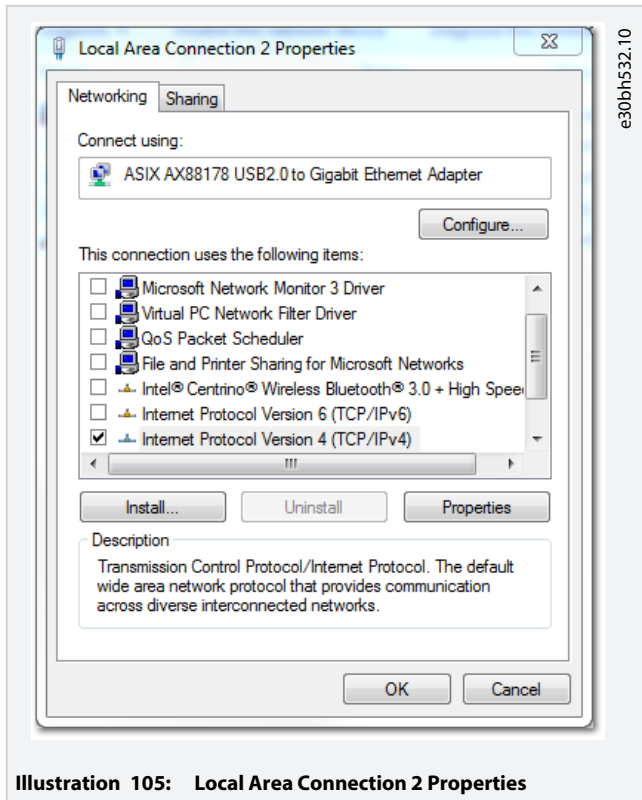 Local Area Connection 2 Properties
Networking
Sharing
Connect using:
ASIX AX88178 USB2.0 to Gigabit Ethernet Adapter
Configure...
This connection uses the following items:
Microsoft Network Monitor 3 Driver
Virtual PC Network Filter Driver
QoS Packet Scheduler
File and Printer Sharing for Microsoft Networks
Intel® Centrino® Wireless Bluetooth® 3.0 + High Speed
Internet Protocol Version 6 (TCP/IPv6)
Internet Protocol Version 4 (TCP/IPv4)
Install...
Uninstall
Properties
Description
Transmission Control Protocol/Internet Protocol. The default
wide area network protocol that provides communication
across diverse interconnected networks.
OK
Cancel
e30bh532.10
Illustration 105: Local Area Connection 2 Properties